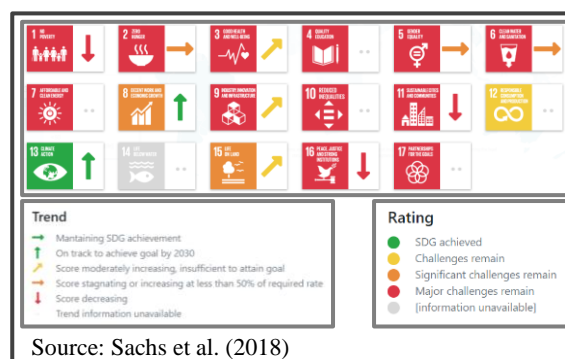 1 NO POVERTY
2 ZERO HUNGER
3 GOOD HEALTH AND WELL-BEING
4 QUALITY EDUCATION
5 GENDER EQUALITY
6 CLEAN WATER AND SANITATION
7 AFFORDABLE AND CLEAN ENERGY
8 DECENT WORK AND ECONOMIC GROWTH
9 INDUSTRY, INNOVATION AND INFRASTRUCTURE
10 REDUCED INEQUALITIES
11 SUSTAINABLE CITIES AND COMMUNITIES
12 RESPONSIBLE CONSUMPTION AND PRODUCTION
13 CLIMATE ACTION
14 LIFE BELOW WATER
15 LIFE ON LAND
16 PEACE, JUSTICE AND STRONG INSTITUTIONS
17 PARTNERSHIPS FOR THE GOALS
Trend
Mantaining SDG achievement
On track to achieve goal by 2030
Score moderately increasing, insufficient to attain goal
Score stagnating or increasing at less than 50% of required rate
Score decreasing
Trend information unavailable
Rating
SDG achieved
Challenges remain
Significant challenges remain
Major challenges remain
[information unavailable]
Source: Sachs et al. (2018)